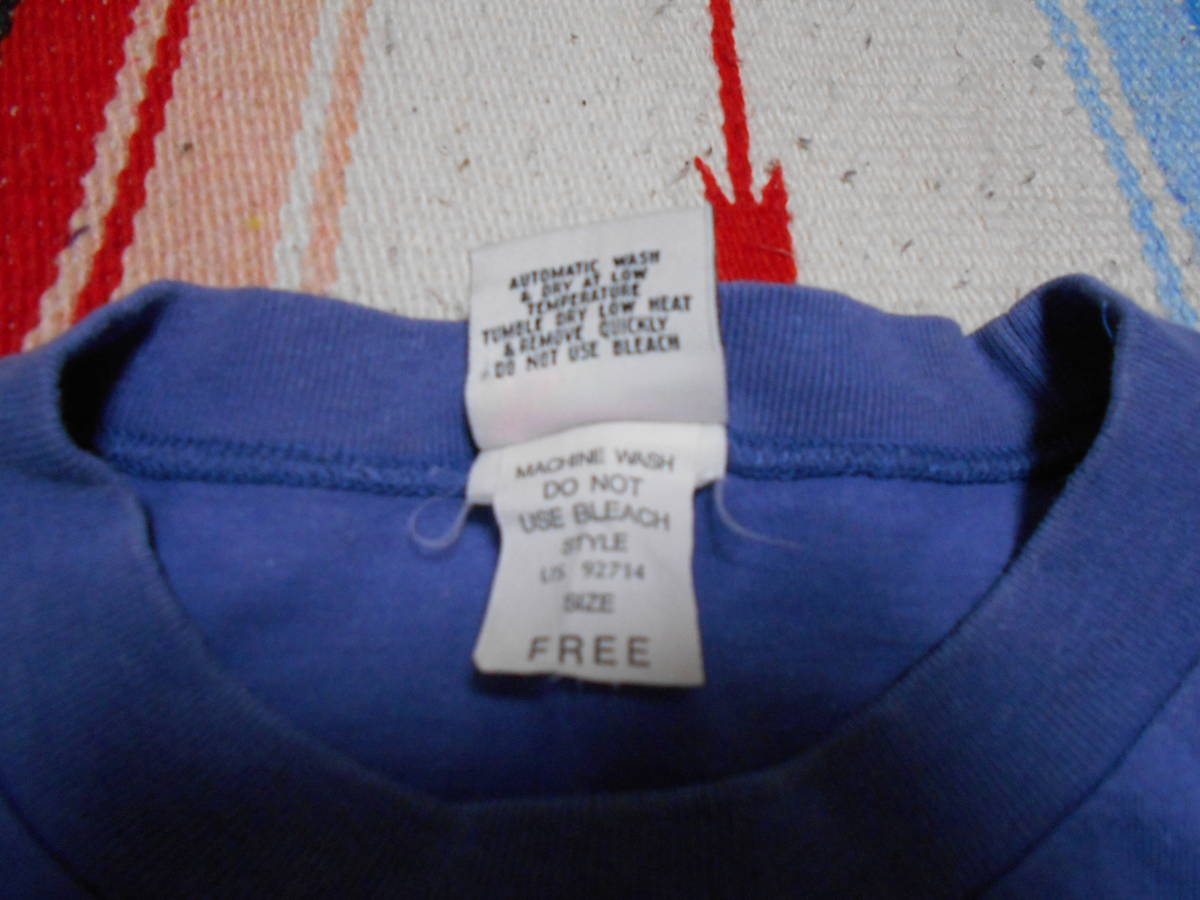 AUTOMATIC WASH
& DRY AT LOW
TEMPERATURE
TUMBLE DRY LOW HEAT
& REMOVE QUICKLY
DO NOT USE BLEACH
MACHINE WASH
DO NOT
USE BLEACH
STYLE
US 92714
SIZE
FREE